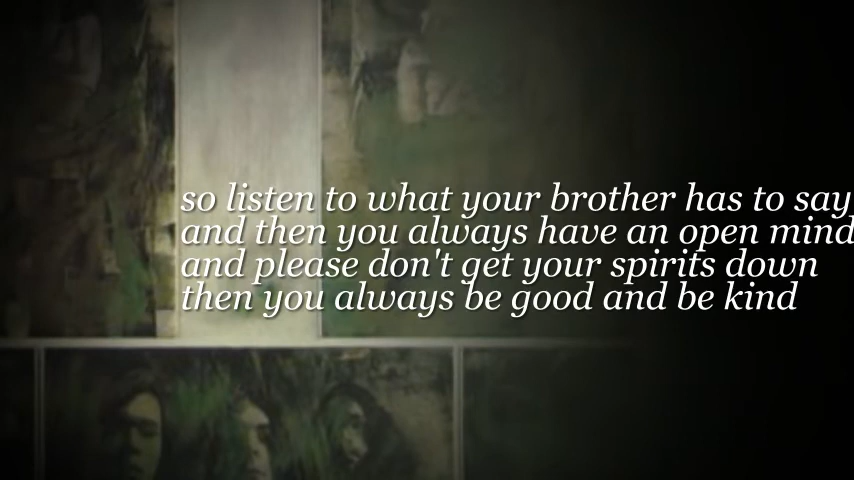 so listen to what your brother has to say
and then you always have an open mind
and please don't get your spirits down
then you always be good and be kind